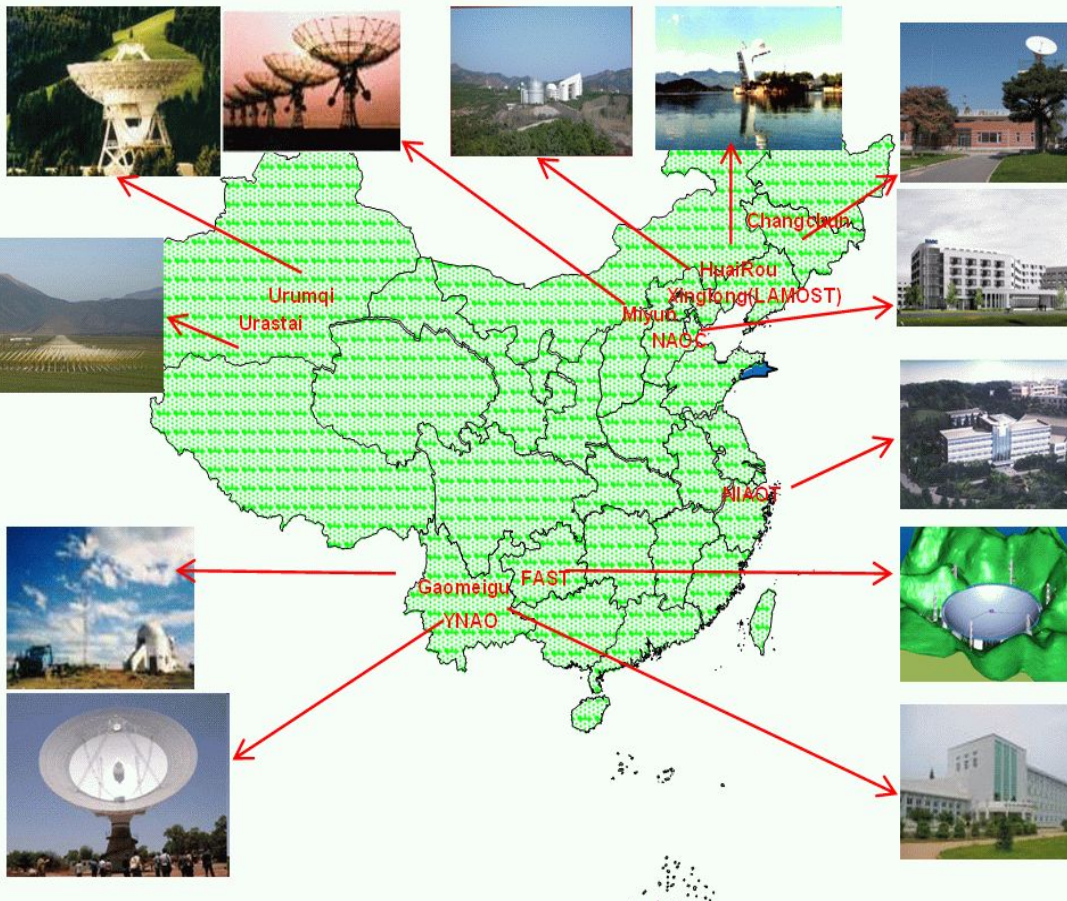 Changchun
HuaiRou
Xinglong(LAMOST)
Urumqi
Miyun
Urastai
NAOC
NIAOT
FAST
Gaomeigu
YNAO